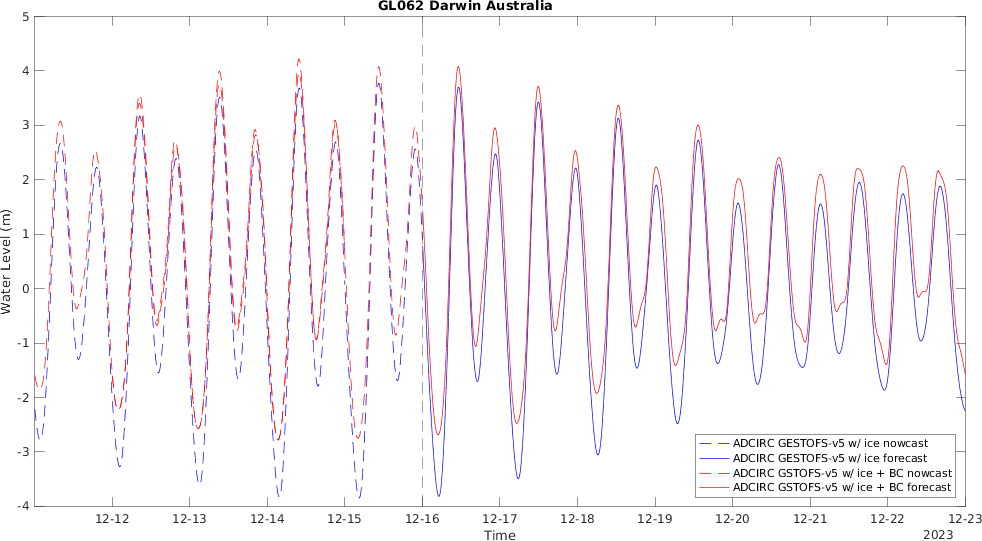 GL062 Darwin Australia
5
4
3
2
1
0
-1
-2
-3
-4
Water Level (m)
ADCIRC GESTOFS-v5 w/ ice nowcast
ADCIRC GESTOFS-v5 w/ ice forecast
ADCIRC GSTOFS-v5 w/ ice + BC nowcast
ADCIRC GSTOFS-v5 w/ ice + BC forecast
12-12 12-13 12-14 12-15 12-16 12-17 12-18 12-19 12-20 12-21 12-22 12-23
Time
2023